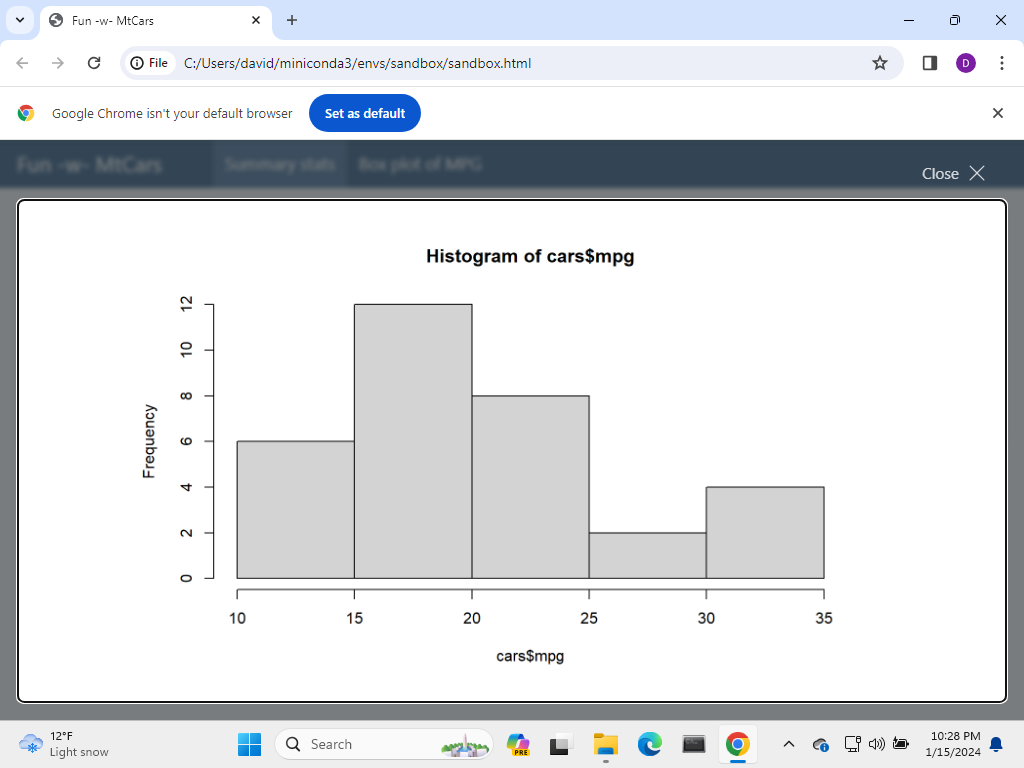 Fun -w- MtCars
File
C:/Users/david/miniconda3/envs/sandbox/sandbox.html
D
Google Chrome isn't your default browser
Set as default
Fun -w- MtCars
Summary stats
Box plot of MPG
Close
Histogram of cars$mpg
Frequency
12
10
8
6
4
2
0
10 15 20 25 30 35
cars$mpg
12°F
Light snow
Search
PRE
10:28 PM
1/15/2024